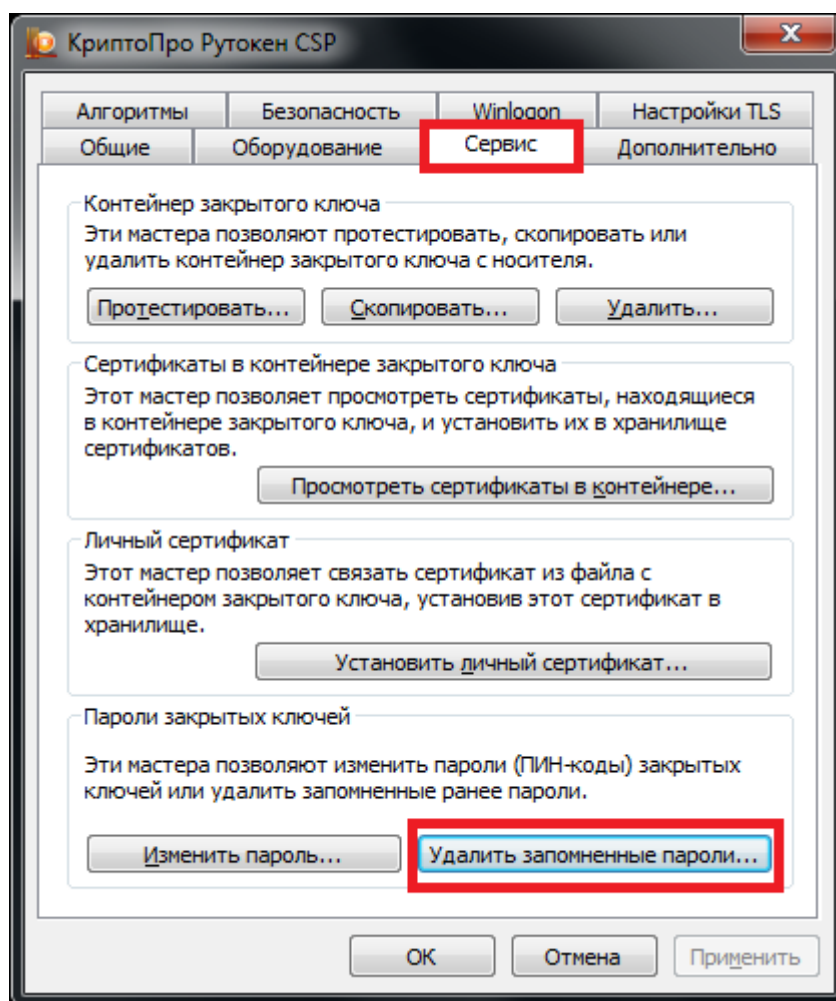 КриптоПро Рутокен CSP
x
Алгоритмы Безопасность Winlogon Настройки TLS
Общие Оборудование Сервис Дополнительно
Контейнер закрытого ключа
Эти мастера позволяют протестировать, скопировать или
удалить контейнер закрытого ключа с носителя.
Протестировать... Скопировать... Удалить...
Сертификаты в контейнере закрытого ключа
Этот мастер позволяет просмотреть сертификаты, находящиеся
в контейнере закрытого ключа, и установить их в хранилище
сертификатов.
Просмотреть сертификаты в контейнере...
Личный сертификат
Этот мастер позволяет связать сертификат из файла с
контейнером закрытого ключа, установив этот сертификат в
хранилище.
Установить личный сертификат...
Пароли закрытых ключей
Эти мастера позволяют изменить пароли (ПИН-коды) закрытых
ключей или удалить запомненные ранее пароли.
Изменить пароль... Удалить запомненные пароли...
ОК Отмена Применить